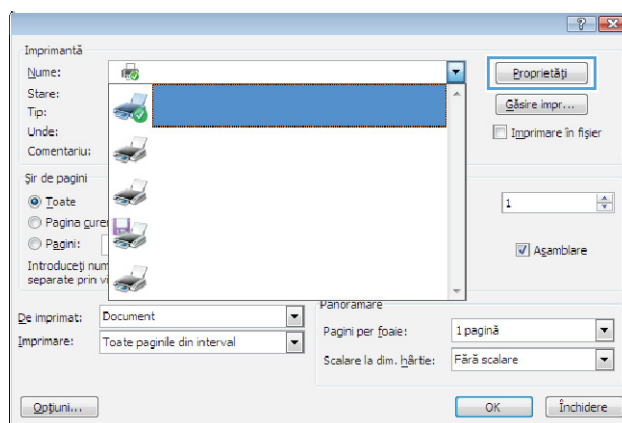 Imprimantă
Nume:
Proprietăți
Stare:
Tip:
Găsire impr...
Unde:
Imprimare în fișier
Comentariu:
Șir de pagini
Toate
1
Pagina cure
Pagini:
Asamblare
Introduceți num
separate prin vi
Panoramare
De imprimat:
Document
Pagini per foaie:
1 pagină
Imprimare:
Toate paginile din interval
Scalare la dim. hârtie:
Fără scalare
Opțiuni...
OK
Închidere